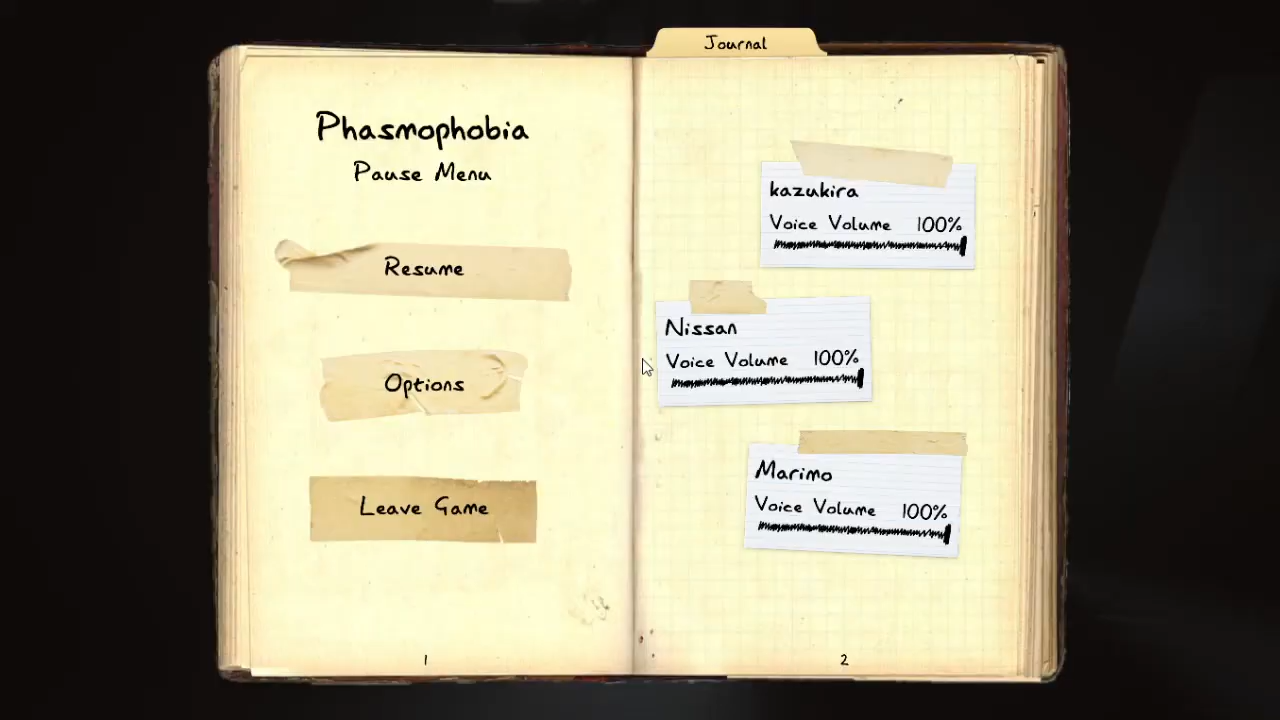 Journal
Phasmophobia
Pause Menu
Resume
Options
Leave Game
1
kazukira
Voice Volume 100%
Nissan
Voice Volume 100%
Marimo
Voice Volume 100%
2